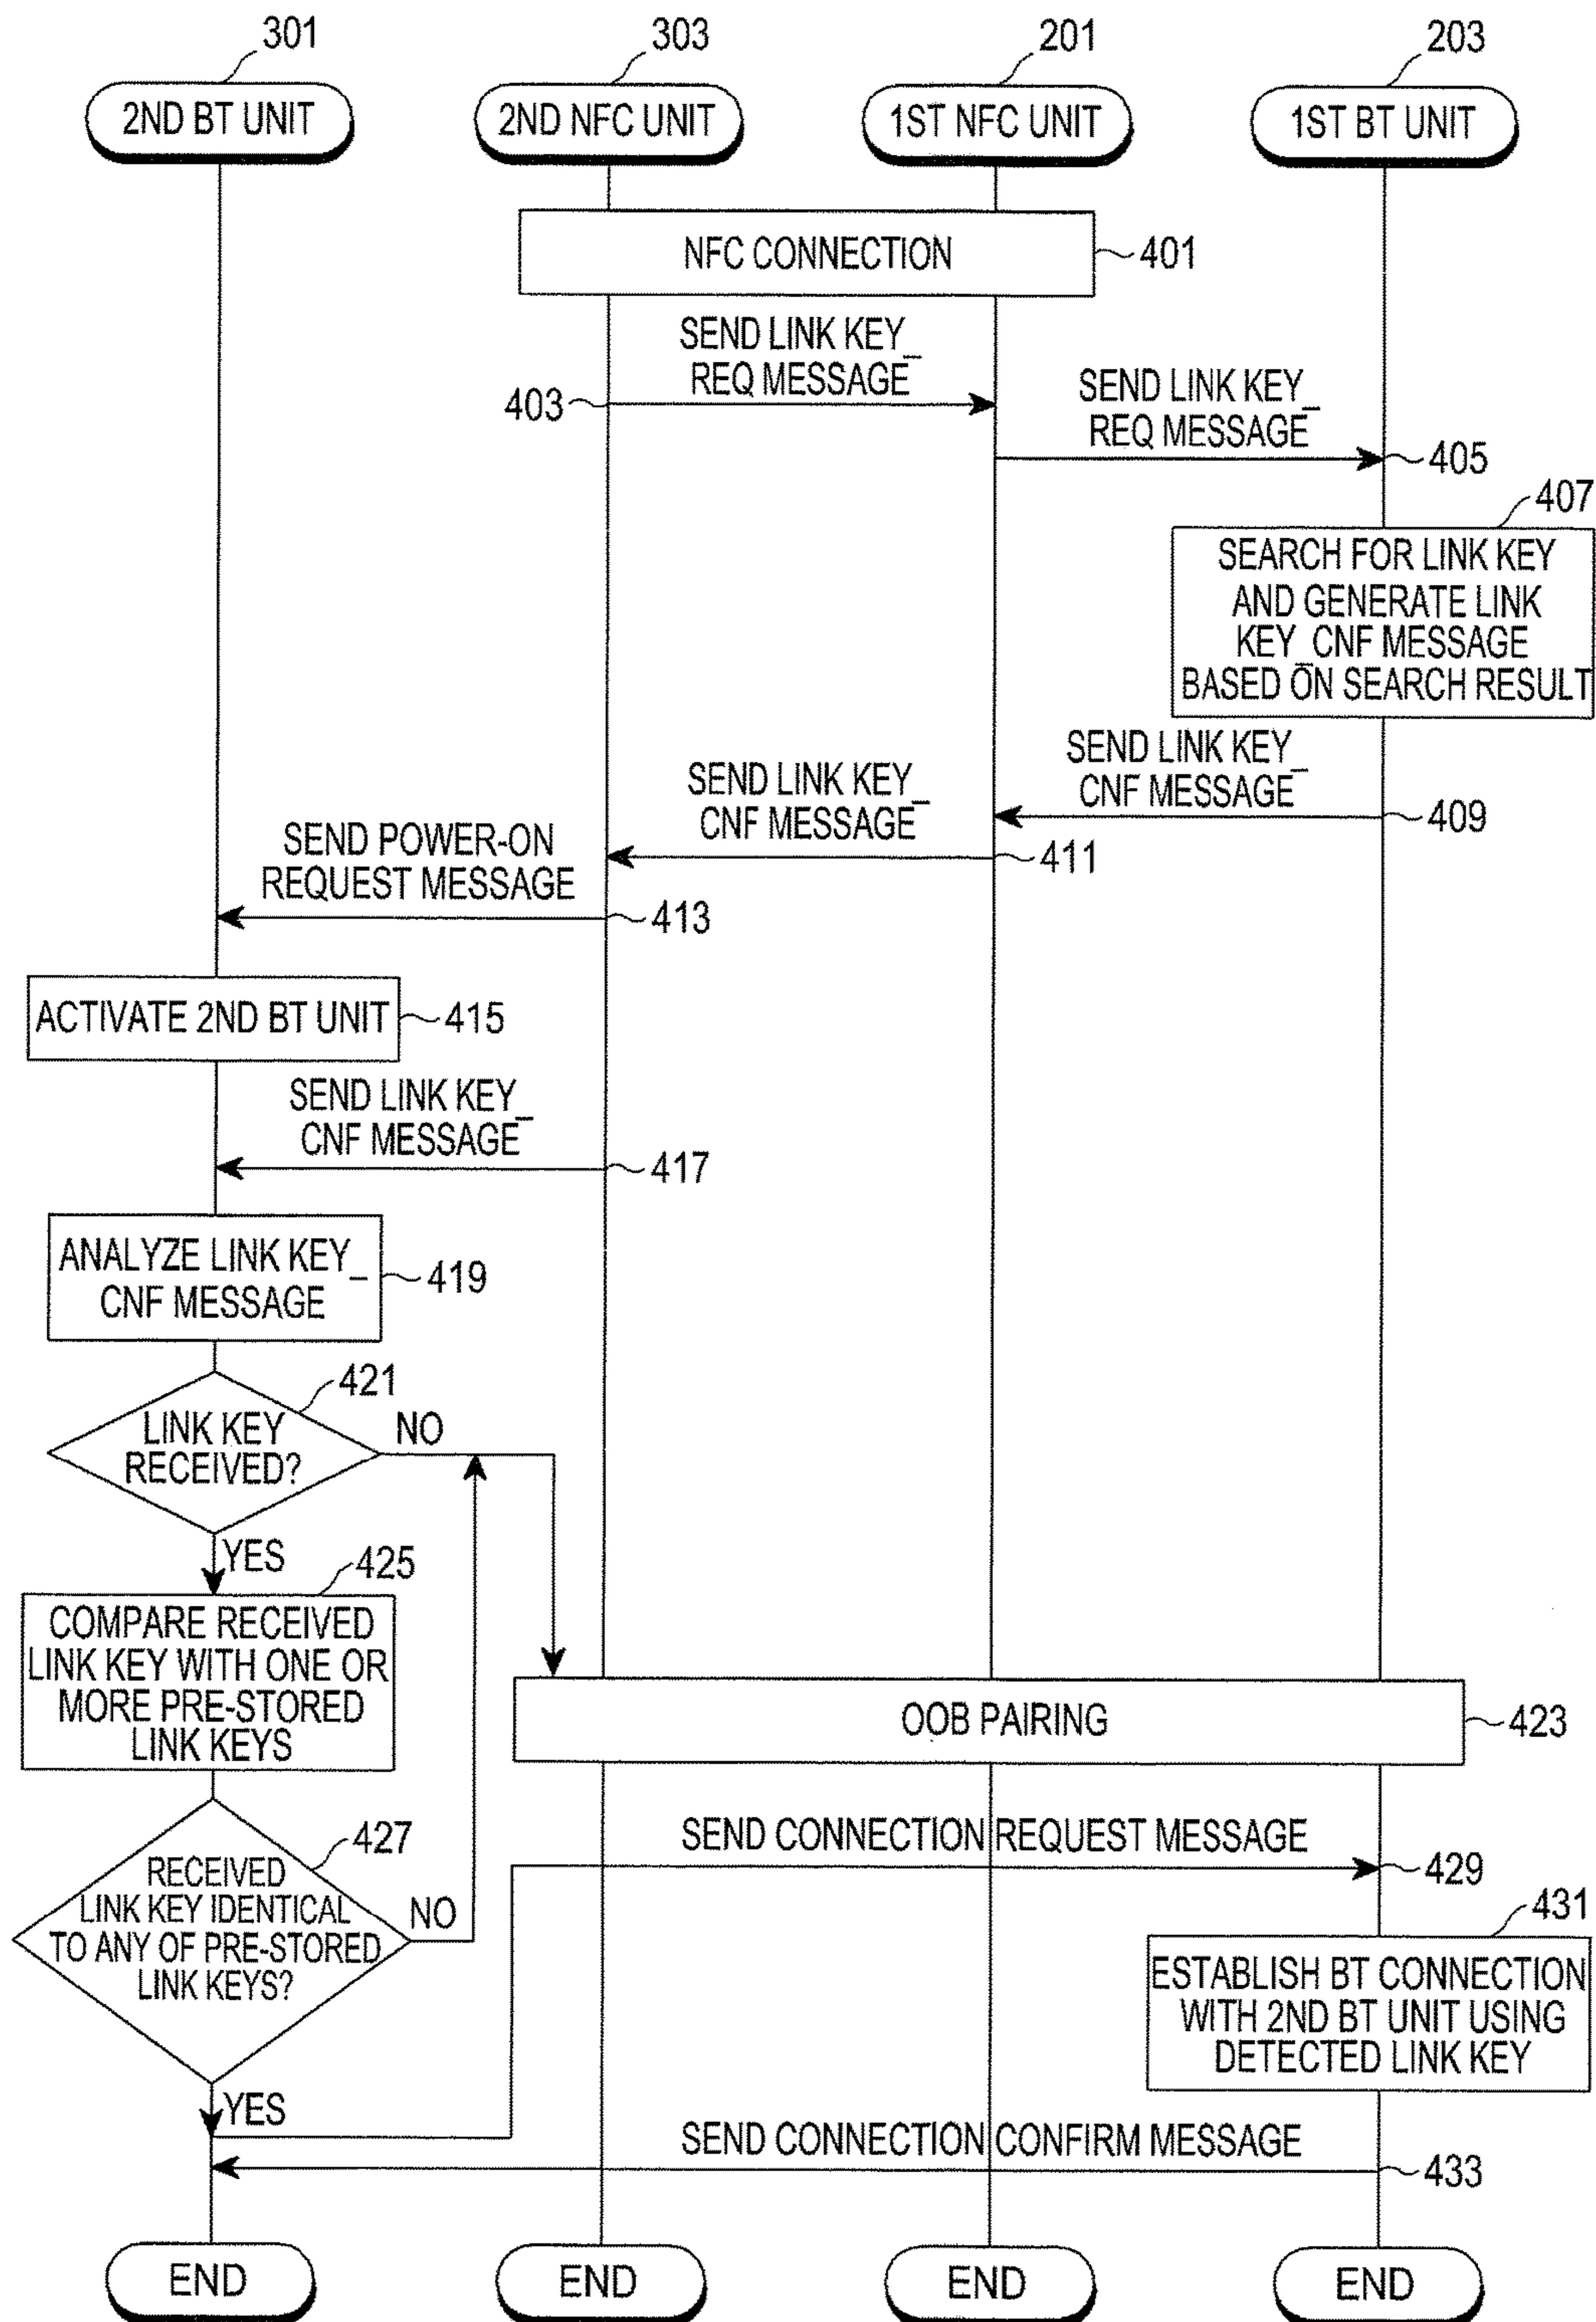 301
303
201
203
2ND BT UNIT
2ND NFC UNIT
1ST NFC UNIT
1ST BT UNIT
NFC CONNECTION
401
SEND LINK KEY_
REQ MESSAGE
403
SEND LINK KEY_
REQ MESSAGE
405
407
SEARCH FOR LINK KEY
AND GENERATE LINK
KEY_CNF MESSAGE
BASED ON SEARCH RESULT
SEND LINK KEY_
CNF MESSAGE
409
SEND LINK KEY_
CNF MESSAGE
411
SEND POWER-ON
REQUEST MESSAGE
413
ACTIVATE 2ND BT UNIT
415
SEND LINK KEY_
CNF MESSAGE
417
ANALYZE LINK KEY_
CNF MESSAGE
419
421
LINK KEY
RECEIVED?
NO
YES
425
COMPARE RECEIVED
LINK KEY WITH ONE OR
MORE PRE-STORED
LINK KEYS
OOB PAIRING
423
427
RECEIVED
LINK KEY IDENTICAL
TO ANY OF PRE-STORED
LINK KEYS?
NO
YES
SEND CONNECTION REQUEST MESSAGE
429
431
ESTABLISH BT CONNECTION
WITH 2ND BT UNIT USING
DETECTED LINK KEY
SEND CONNECTION CONFIRM MESSAGE
433
END
END
END
END